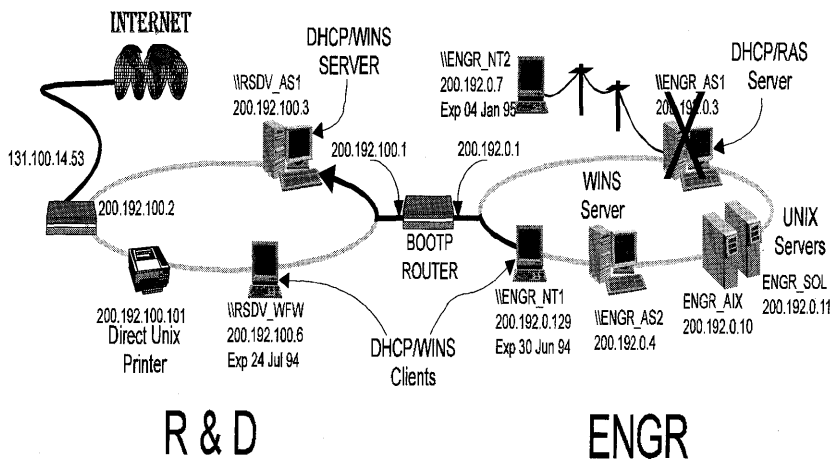 INTERNET
131.100.14.53
200.192.100.2
200.192.100.101
Direct Unix
Printer
\\RSDV_AS1
200.192.100.3
DHCP/WINS
SERVER
200.192.100.1
\\RSDV_WFW
200.192.100.6
Exp 24 Jul 94
BOOTP
ROUTER
DHCP/WINS
Clients
200.192.0.1
\\ENGR_NT2
200.192.0.7
Exp 04 Jan 95
\\ENGR_AS1
200.192.0.3
DHCP/RAS
Server
\\ENGR_NT1
200.192.0.129
Exp 30 Jun 94
WINS
Server
\\ENGR_AS2
200.192.0.4
UNIX
Servers
ENGR_AIX
200.192.0.10
ENGR_SOL
200.192.0.11
R & D
ENGR